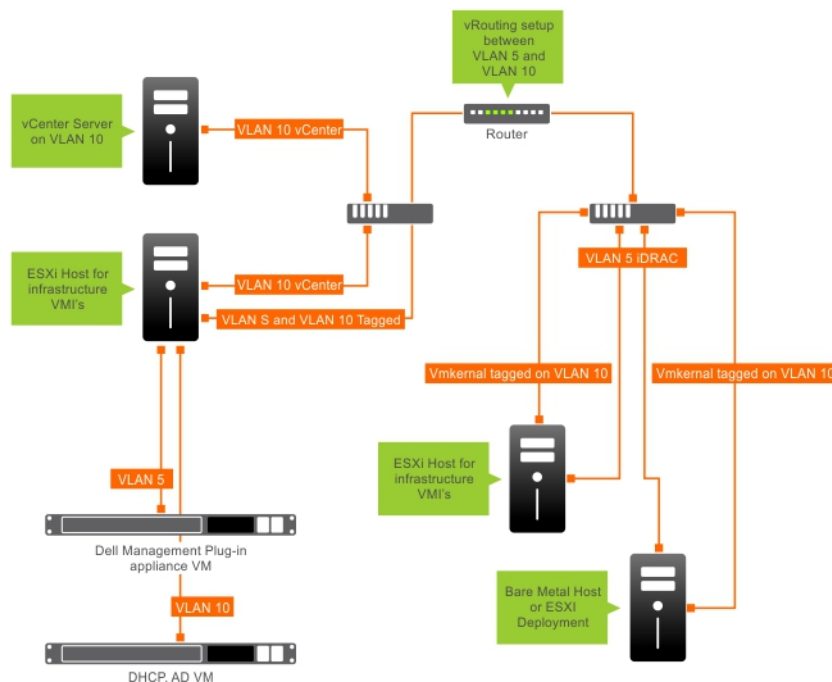 vRouting setup
between
VLAN 5 and
VLAN 10
vCenter Server
on VLAN 10
VLAN 10 vCenter
Router
ESXi Host for
infrastructure
VMI's
VLAN 10 vCenter
VLAN 5 iDRAC
VLAN S and VLAN 10 Tagged
Vmkernal tagged on VLAN 10
Vmkernal tagged on VLAN 10
ESXi Host for
infrastructure
VMI's
VLAN 5
Dell Management Plug-in
appliance VM
Bare Metal Host
or ESXI
Deployment
VLAN 10
DHCP, AD VM